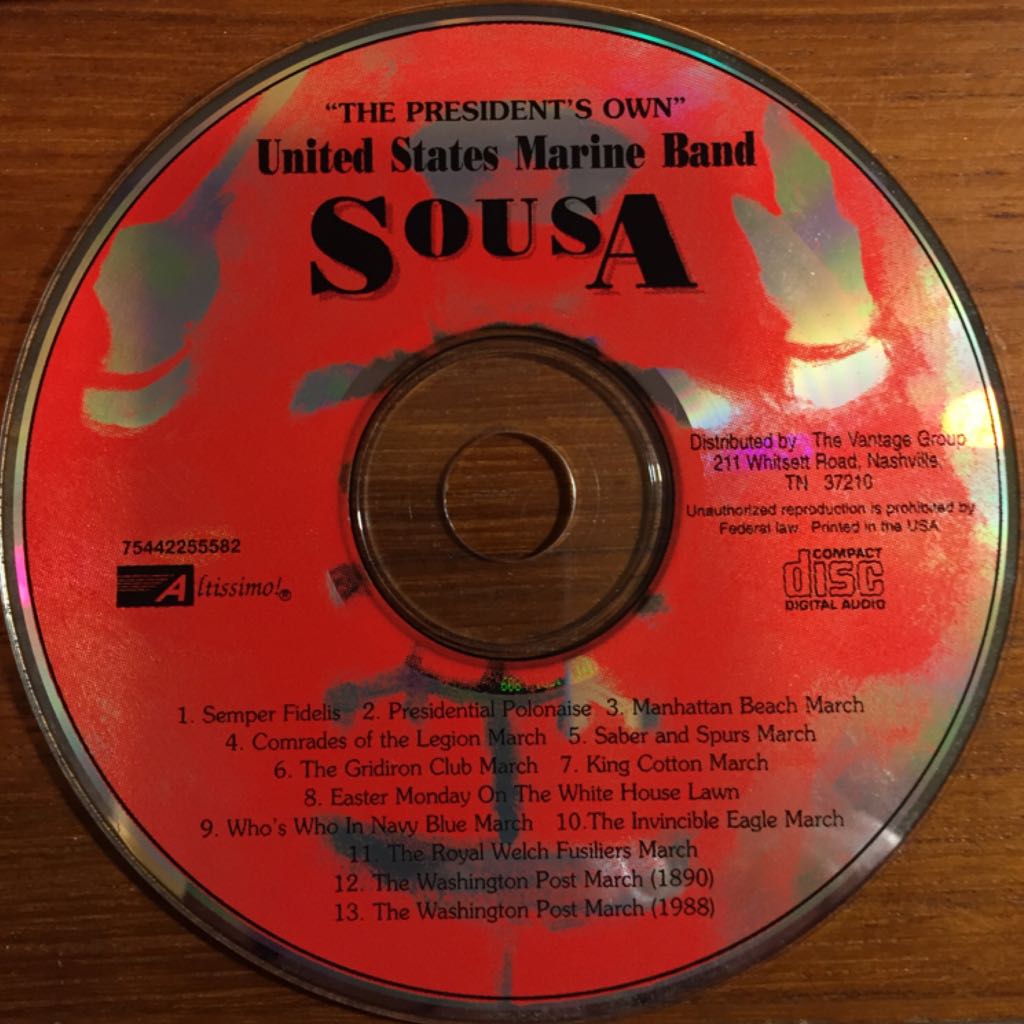 “THE PRESIDENT'S OWN”
United States Marine Band
SOUSA
Distributed by The Vantage Group
211 Whitsett Road, Nashville,
TN 37210
Unauthorized reproduction is prohibited by
Federal law. Printed in the USA
75442255582
Altissimo!®
COMPACT
disc
DIGITAL AUDIO
1. Semper Fidelis 2. Presidential Polonaise 3. Manhattan Beach March
4. Comrades of the Legion March 5. Saber and Spurs March
6. The Gridiron Club March 7. King Cotton March
8. Easter Monday On The White House Lawn
9. Who's Who In Navy Blue March 10.The Invincible Eagle March
11. The Royal Welch Fusiliers March
12. The Washington Post March (1890)
13. The Washington Post March (1988)